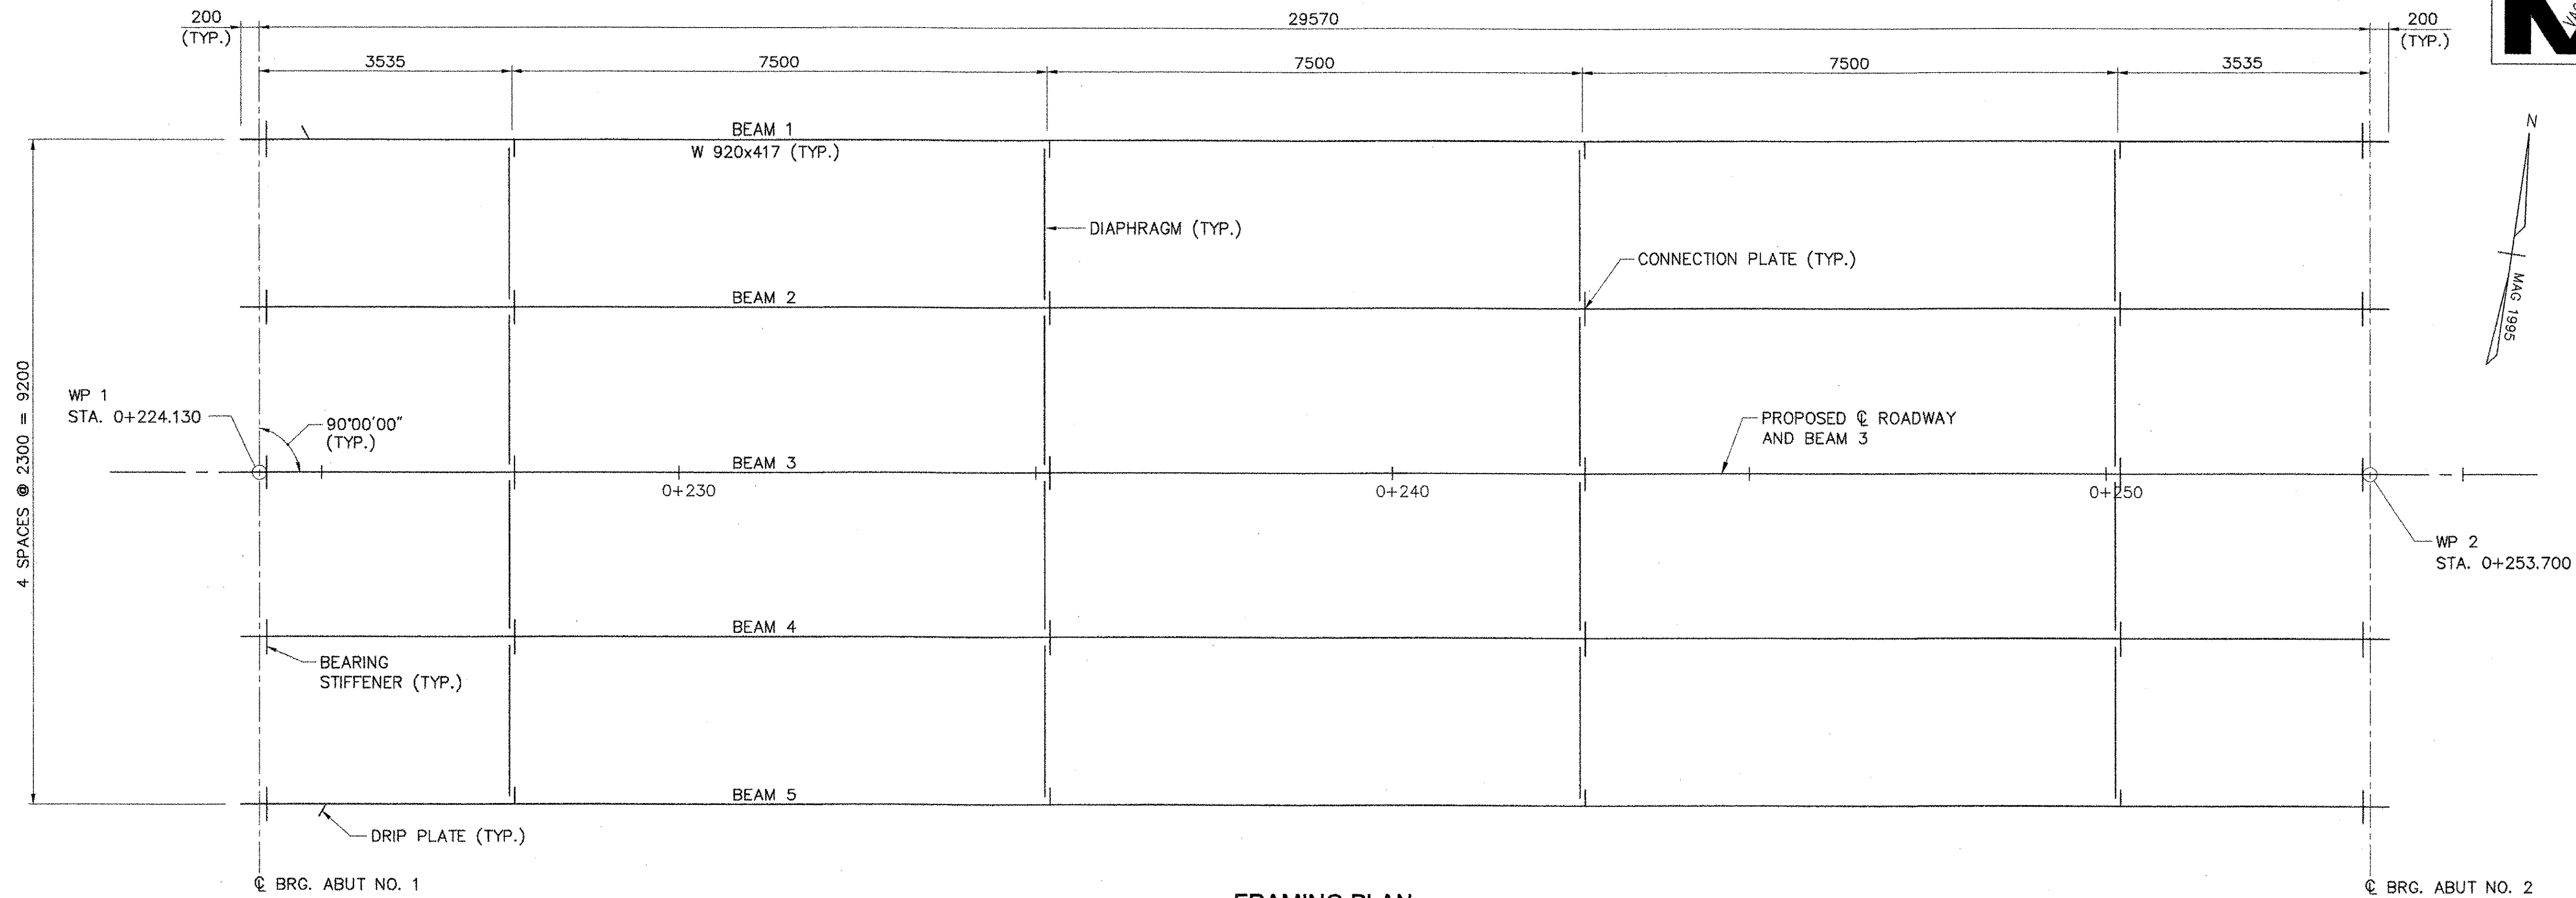 200
(TYP.)
29570
200
(TYP.)
3535
7500
7500
7500
3535
BEAM 1
W 920x417 (TYP.)
N
MAG 1995
DIAPHRAGM (TYP.)
CONNECTION PLATE (TYP.)
BEAM 2
4 SPACES @ 2300 = 9200
WP 1
STA. 0+224.130
90°00'00"
(TYP.)
PROPOSED ℄ ROADWAY
AND BEAM 3
BEAM 3
0+230
0+240
0+250
WP 2
STA. 0+253.700
BEAM 4
BEARING
STIFFENER (TYP.)
BEAM 5
DRIP PLATE (TYP.)
℄ BRG. ABUT NO. 1
℄ BRG. ABUT NO. 2
FRAMING PLAN